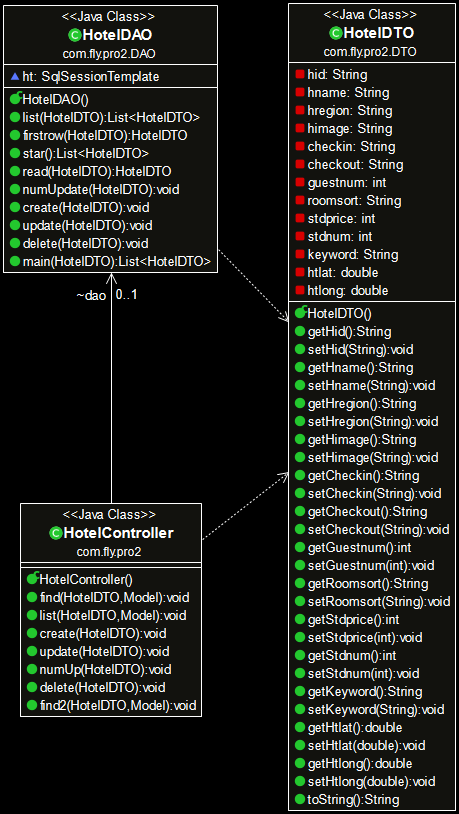 <<Java Class>>
HotelDAO
com.fly.pro2.DAO
ht: SqlSessionTemplate
HotelDAO()
list(HotelDTO):List<HotelDTO>
firstrow(HotelDTO):HotelDTO
star():List<HotelDTO>
read(HotelDTO):HotelDTO
numUpdate(HotelDTO):void
create(HotelDTO):void
update(HotelDTO):void
delete(HotelDTO):void
main(HotelDTO):List<HotelDTO>
~dao
0..1
<<Java Class>>
HotelController
com.fly.pro2
HotelController()
find(HotelDTO,Model):void
list(HotelDTO,Model):void
create(HotelDTO):void
update(HotelDTO):void
numUp(HotelDTO):void
delete(HotelDTO):void
find2(HotelDTO,Model):void
<<Java Class>>
HotelDTO
com.fly.pro2.DTO
hid: String
hname: String
hregion: String
himage: String
checkin: String
checkout: String
guestnum: int
roomsort: String
stdprice: int
stdnum: int
keyword: String
htlat: double
htlong: double
HotelDTO()
getHid():String
setHid(String):void
getHname():String
setHname(String):void
getHregion():String
setHregion(String):void
getHimage():String
setHimage(String):void
getCheckin():String
setCheckin(String):void
getCheckout():String
setCheckout(String):void
getGuestnum():int
setGuestnum(int):void
getRoomsort():String
setRoomsort(String):void
getStdprice():int
setStdprice(int):void
getStdnum():int
setStdnum(int):void
getKeyword():String
setKeyword(String):void
getHtlat():double
setHtlat(double):void
getHtlong():double
setHtlong(double):void
toString():String